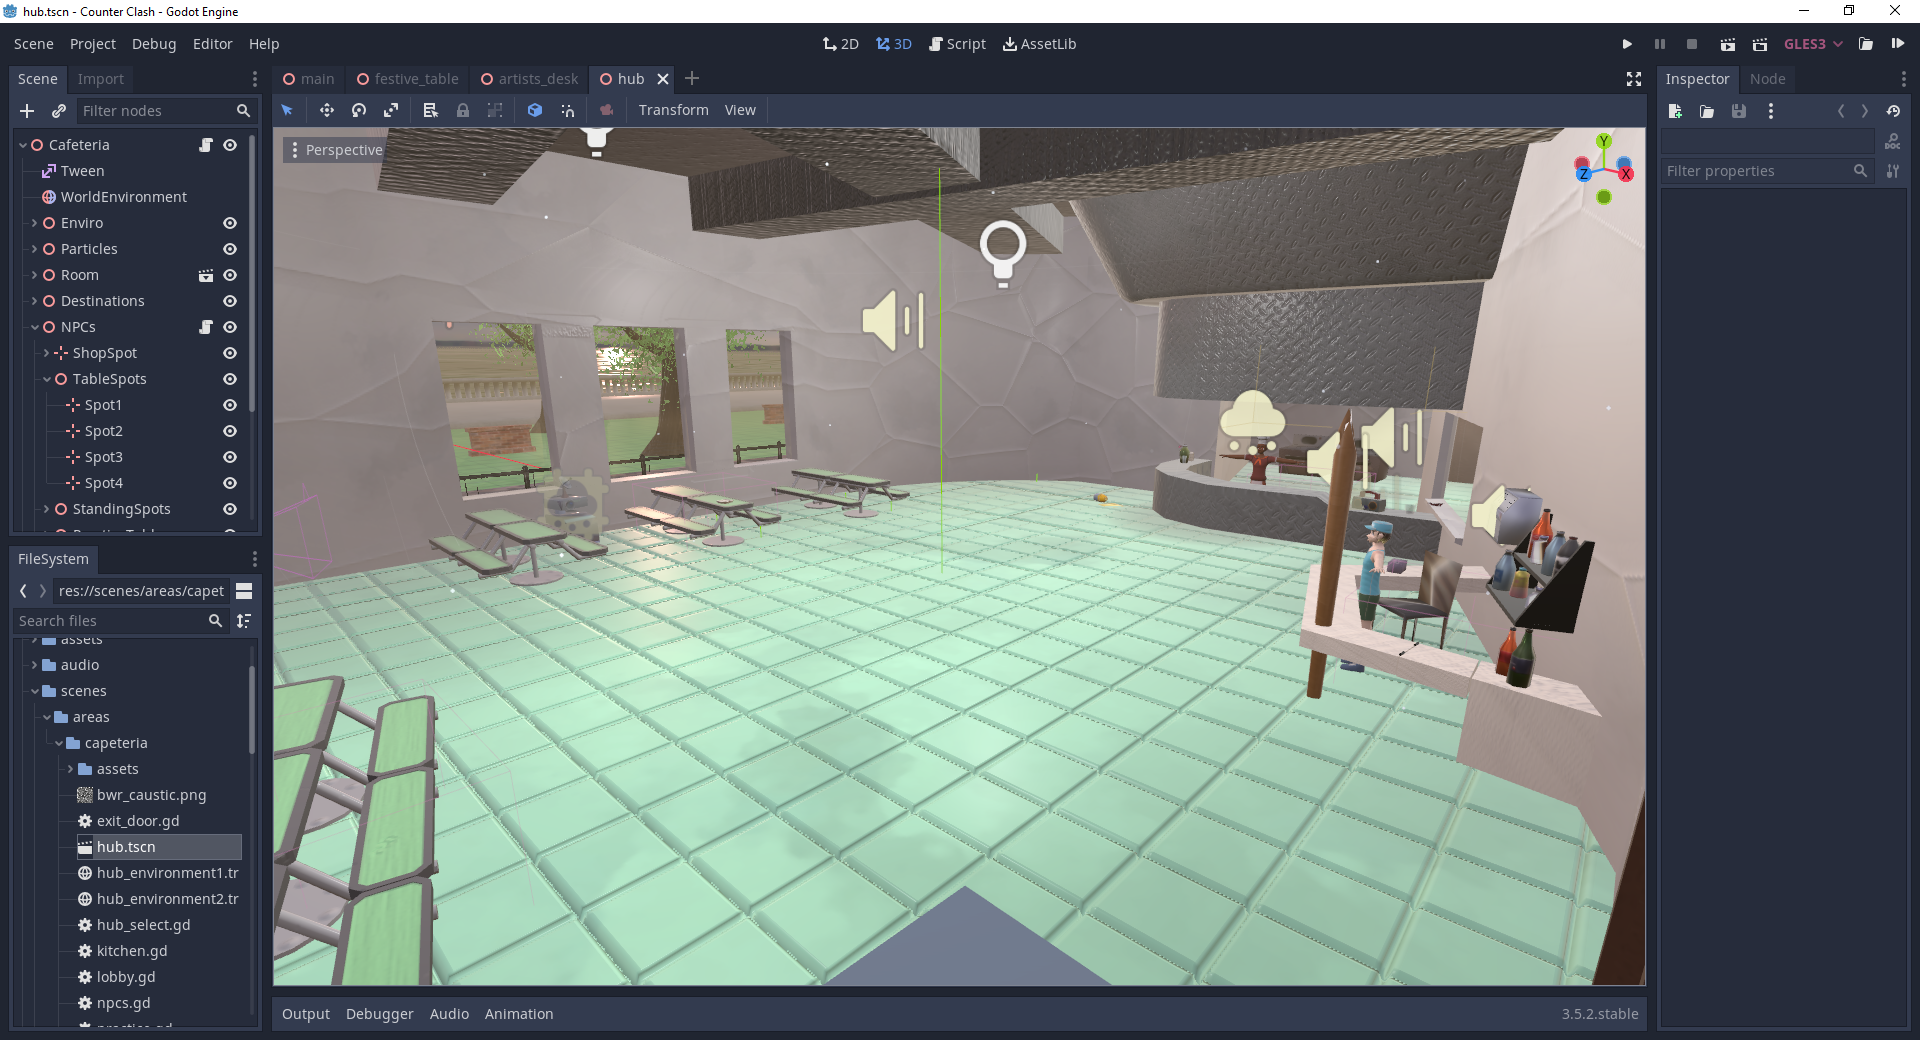 hub.tscn - Counter Clash - Godot Engine
Scene Project Debug Editor Help
2D 3D Script AssetLib
GLES3
Scene Import
main festive_table artists_desk hub
Inspector Node
Filter nodes
Transform View
Perspective
Y
Z X
DOC
Filter properties
Cafeteria
Tween
WorldEnvironment
Enviro
Particles
Room
Destinations
NPCs
ShopSpot
TableSpots
Spot1
Spot2
Spot3
Spot4
StandingSpots
FileSystem
res://scenes/areas/capet
Search files
assets
audio
scenes
areas
capeteria
assets
bwr_caustic.png
exit_door.gd
hub.tscn
hub_environment1.tr
hub_environment2.tr
hub_select.gd
kitchen.gd
lobby.gd
npcs.gd
practice.gd
Output Debugger Audio Animation
3.5.2.stable